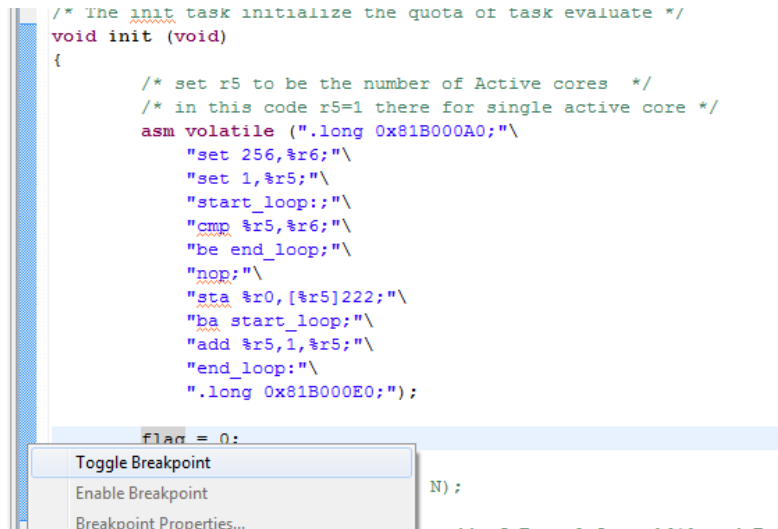 /* The init task initialize the quota of task evaluate */
void init (void)
{
/* set r5 to be the number of Active cores  */
/* in this code r5=1 there for single active core */
asm volatile (".long 0x81B000A0;"\
"set 256,%r6;"\
"set 1,%r5;"\
"start_loop:;"\
"cmp %r5,%r6;"\
"be end_loop;"\
"nop;"\
"sta %r0,[%r5]222;"\
"ba start_loop;"\
"add %r5,1,%r5;"\
"end_loop:"\
".long 0x81B000E0;");
flag = 0;
Toggle Breakpoint
Enable Breakpoint
N);
Breakpoint Properties...